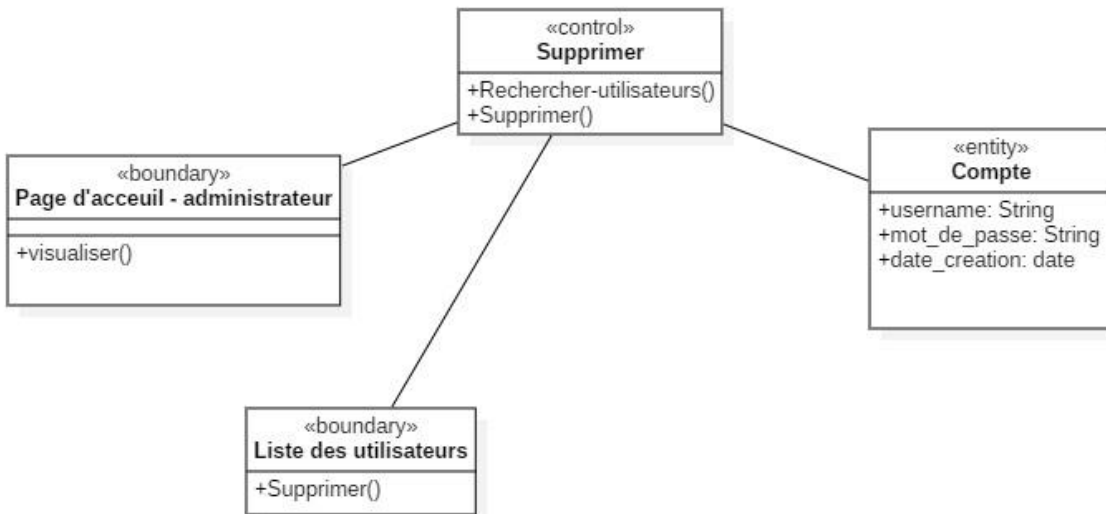 «control»
Supprimer
+Rechercher-utilisateurs()
+Supprimer()
«boundary»
Page d'acceuil - administrateur
+visualiser()
«entity»
Compte
+username: String
+mot_de_passe: String
+date_creation: date
«boundary»
Liste des utilisateurs
+Supprimer()